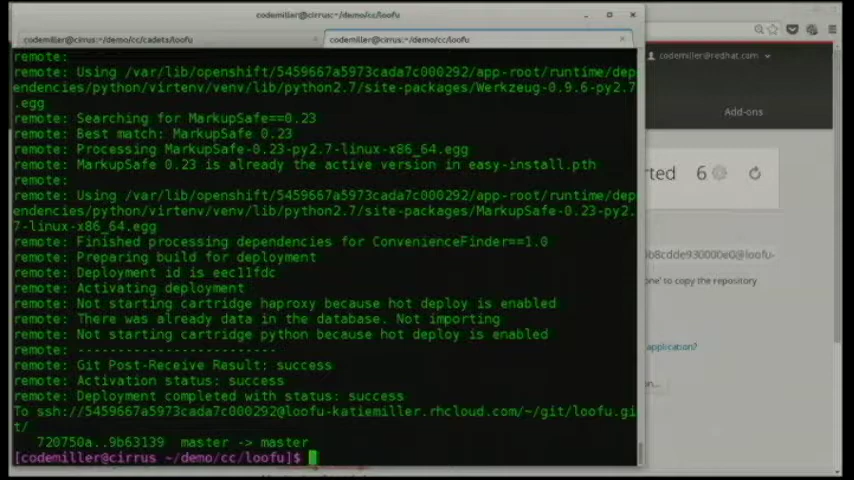 codemiller@cirrus:~/demo/cc/loofu
codemiller@cirrus:~/demo/cc/cadets/loofu
codemiller@cirrus:~/demo/cc/loofu
remote:
remote: Using /var/lib/openshift/5459667a5973cada7c000292/app-root/runtime/dep
endencies/python/virtenv/venv/lib/python2.7/site-packages/Werkzeug-0.9.6-py2.7
.egg
remote: Searching for MarkupSafe==0.23
remote: Best match: MarkupSafe 0.23
remote: Processing MarkupSafe-0.23-py2.7-linux-x86_64.egg
remote: MarkupSafe 0.23 is already the active version in easy-install.pth
remote:
remote: Using /var/lib/openshift/5459667a5973cada7c000292/app-root/runtime/dep
endencies/python/virtenv/venv/lib/python2.7/site-packages/MarkupSafe-0.23-py2.
7-linux-x86_64.egg
remote: Finished processing dependencies for ConvenienceFinder==1.0
remote: Preparing build for deployment
remote: Deployment id is eec11fdc
remote: Activating deployment
remote: Not starting cartridge haproxy because hot deploy is enabled
remote: There was already data in the database. Not importing
remote: Not starting cartridge python because hot deploy is enabled
remote: -------------------------
remote: Git Post-Receive Result: success
remote: Activation status: success
remote: Deployment completed with status: success
To ssh://5459667a5973cada7c000292@loofu-katiemiller.rhcloud.com/~/git/loofu.gi
t/
720750a..9b63139 master -> master
[codemiller@cirrus ~/demo/cc/loofu]$
codemiller@redhat.com
Add-ons
rted 6
ib8cdde930000e0@loofu-
one' to copy the repository
application?
on...